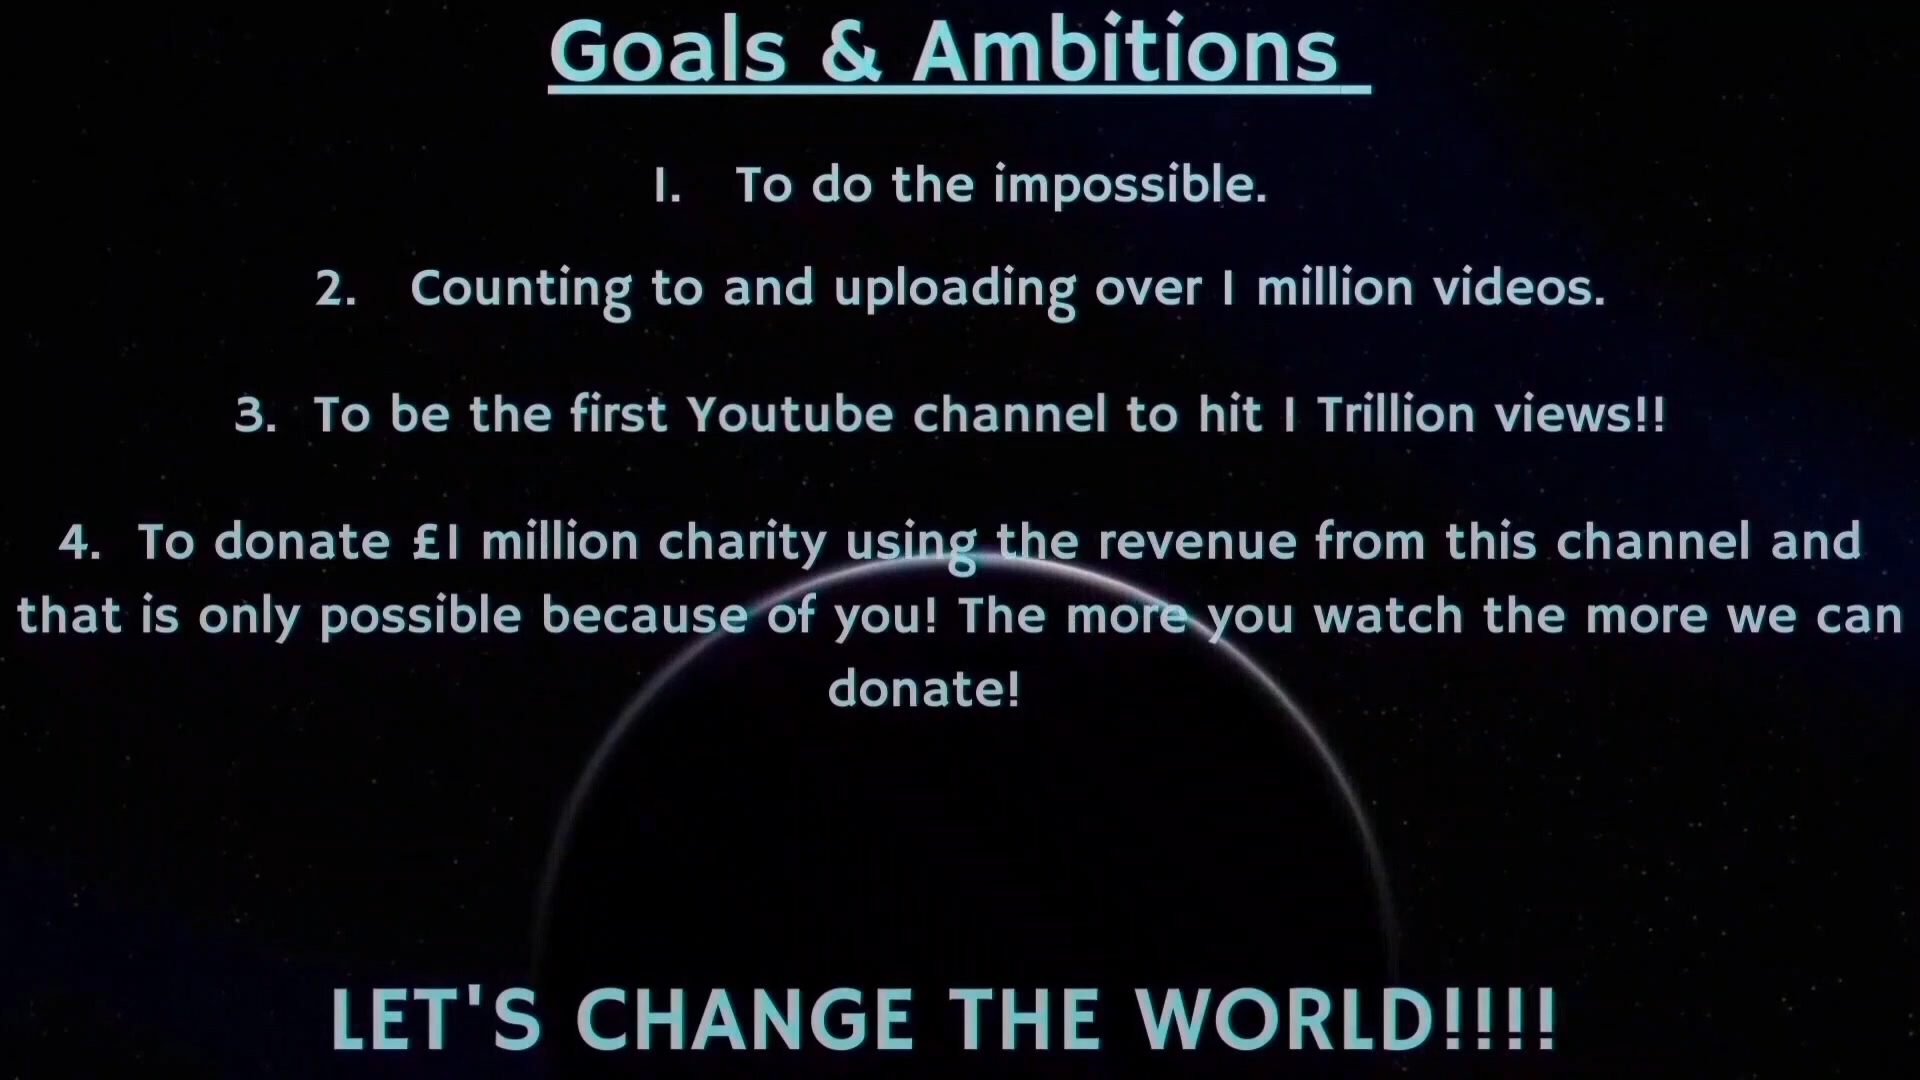 Goals & Ambitions
1. To do the impossible.
2. Counting to and uploading over 1 million videos.
3. To be the first Youtube channel to hit 1 Trillion views!!
4. To donate £1 million charity using the revenue from this channel and
that is only possible because of you! The more you watch the more we can
donate!
LET'S CHANGE THE WORLD!!!!